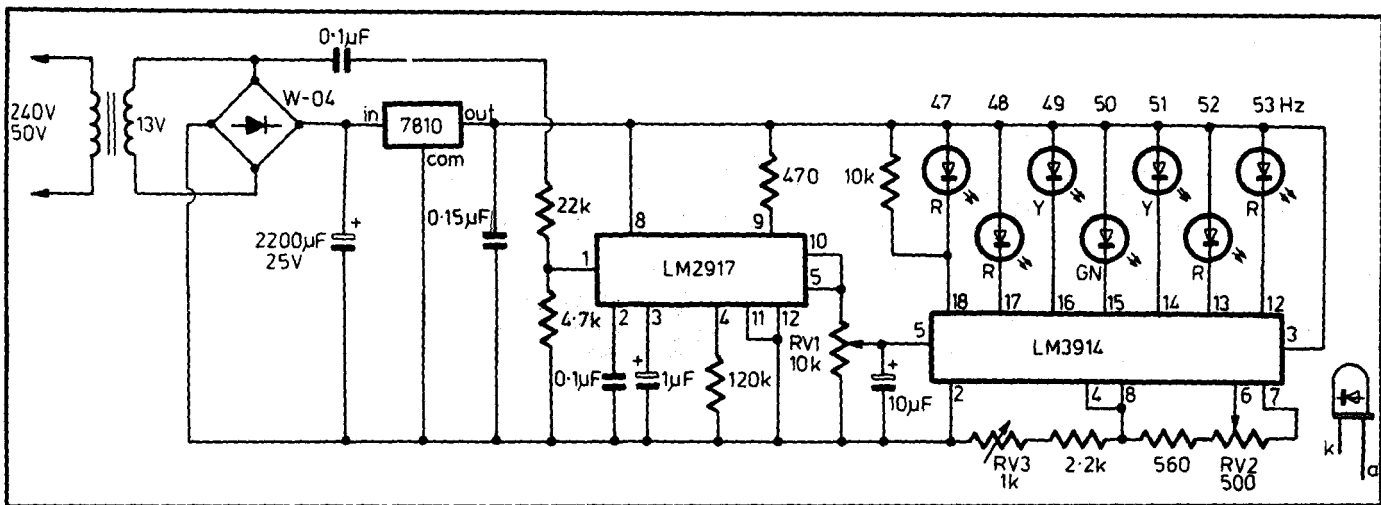 0·1µF
240V
50V
13V
W-04
in
7810
out
com
2200µF
25V
+
0·15µF
22k
4·7k
470
8
9
1
LM2917
10
5
2
3
4
11
12
0·1µF
+
1µF
120k
RV1
10k
+
10µF
47
48
49
50
51
52
53 Hz
10k
R
R
Y
GN
Y
R
R
18
17
16
15
14
13
12
5
LM3914
3
2
4
8
6
7
RV3
1k
2·2k
560
RV2
500
k
a